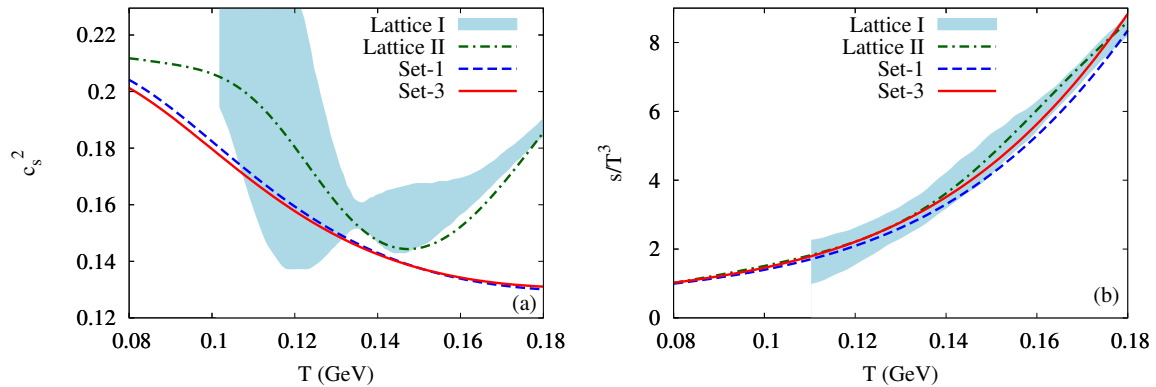 0.22
0.2
0.18
0.16
0.14
0.12
c_s^2
Lattice I
Lattice II
Set-1
Set-3
(a)
0.08 0.1 0.12 0.14 0.16 0.18
T (GeV)
8
6
4
2
0
s/T^3
Lattice I
Lattice II
Set-1
Set-3
(b)
0.08 0.1 0.12 0.14 0.16 0.18
T (GeV)